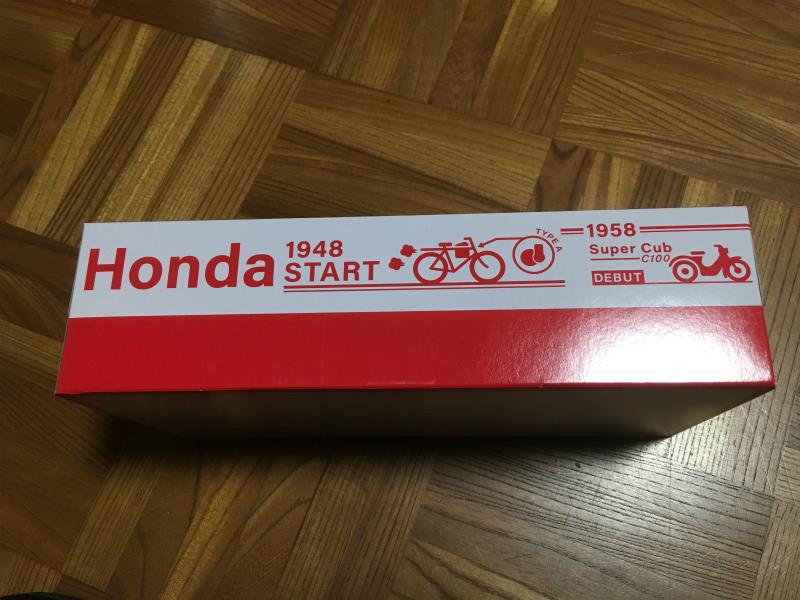 Honda
1948
START
TYPE A
1958
Super Cub
C100
DEBUT